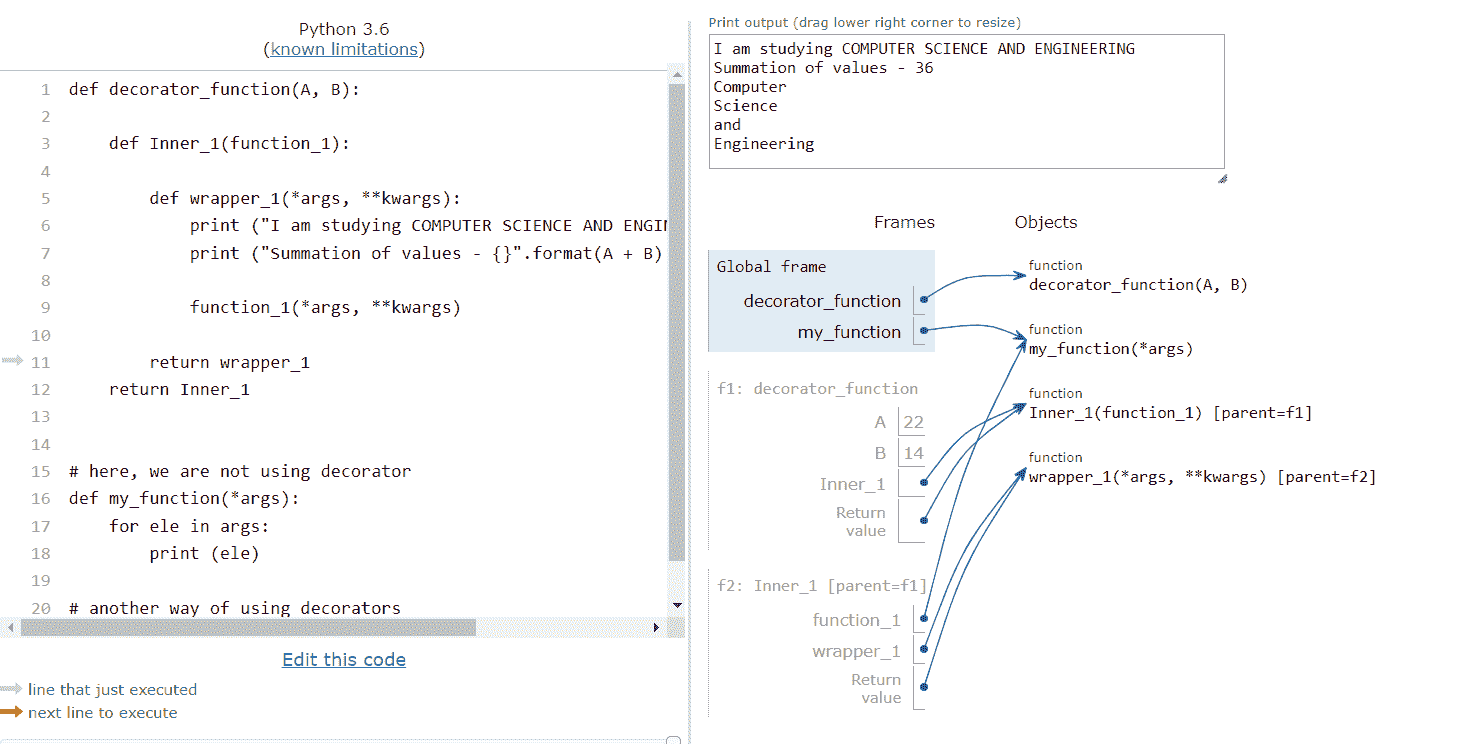 Python 3.6
(known limitations)
1 def decorator_function(A, B):
2
3     def Inner_1(function_1):
4
5         def wrapper_1(*args, **kwargs):
6             print ("I am studying COMPUTER SCIENCE AND ENGI
7             print ("Summation of values - {}".format(A + B)
8
9             function_1(*args, **kwargs)
10
11         return wrapper_1
12     return Inner_1
13
14
15 # here, we are not using decorator
16 def my_function(*args):
17     for ele in args:
18         print (ele)
19
20 # another way of using decorators
Edit this code
line that just executed
next line to execute
Print output (drag lower right corner to resize)
I am studying COMPUTER SCIENCE AND ENGINEERING
Summation of values - 36
Computer
Science
and
Engineering
Frames Objects
Global frame
decorator_function
my_function
f1: decorator_function
A 22
B 14
Inner_1
Return
value
f2: Inner_1 [parent=f1]
function_1
wrapper_1
Return
value
function
decorator_function(A, B)
function
my_function(*args)
function
Inner_1(function_1) [parent=f1]
function
wrapper_1(*args, **kwargs) [parent=f2]